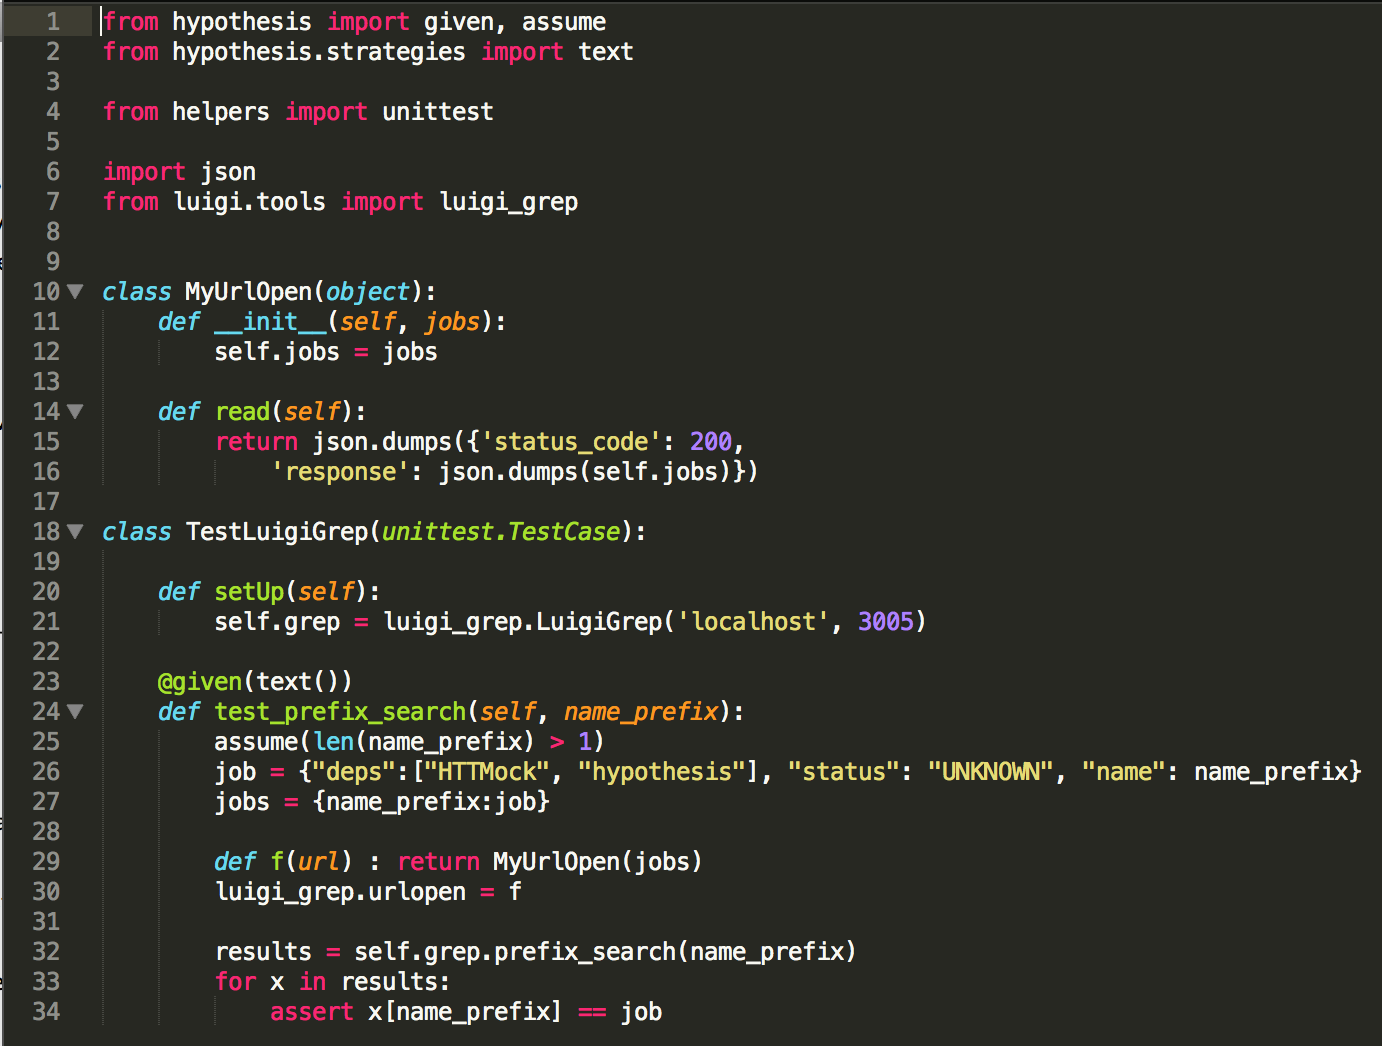 1 from hypothesis import given, assume
2 from hypothesis.strategies import text
3
4 from helpers import unittest
5
6 import json
7 from luigi.tools import luigi_grep
8
9
10 class MyUrlOpen(object):
11     def __init__(self, jobs):
12         self.jobs = jobs
13
14     def read(self):
15         return json.dumps({'status_code': 200,
16             'response': json.dumps(self.jobs)})
17
18 class TestLuigiGrep(unittest.TestCase):
19
20     def setUp(self):
21         self.grep = luigi_grep.LuigiGrep('localhost', 3005)
22
23     @given(text())
24     def test_prefix_search(self, name_prefix):
25         assume(len(name_prefix) > 1)
26         job = {"deps":["HTTMock", "hypothesis"], "status": "UNKNOWN", "name": name_prefix}
27         jobs = {name_prefix:job}
28
29         def f(url) : return MyUrlOpen(jobs)
30         luigi_grep.urlopen = f
31
32         results = self.grep.prefix_search(name_prefix)
33         for x in results:
34             assert x[name_prefix] == job